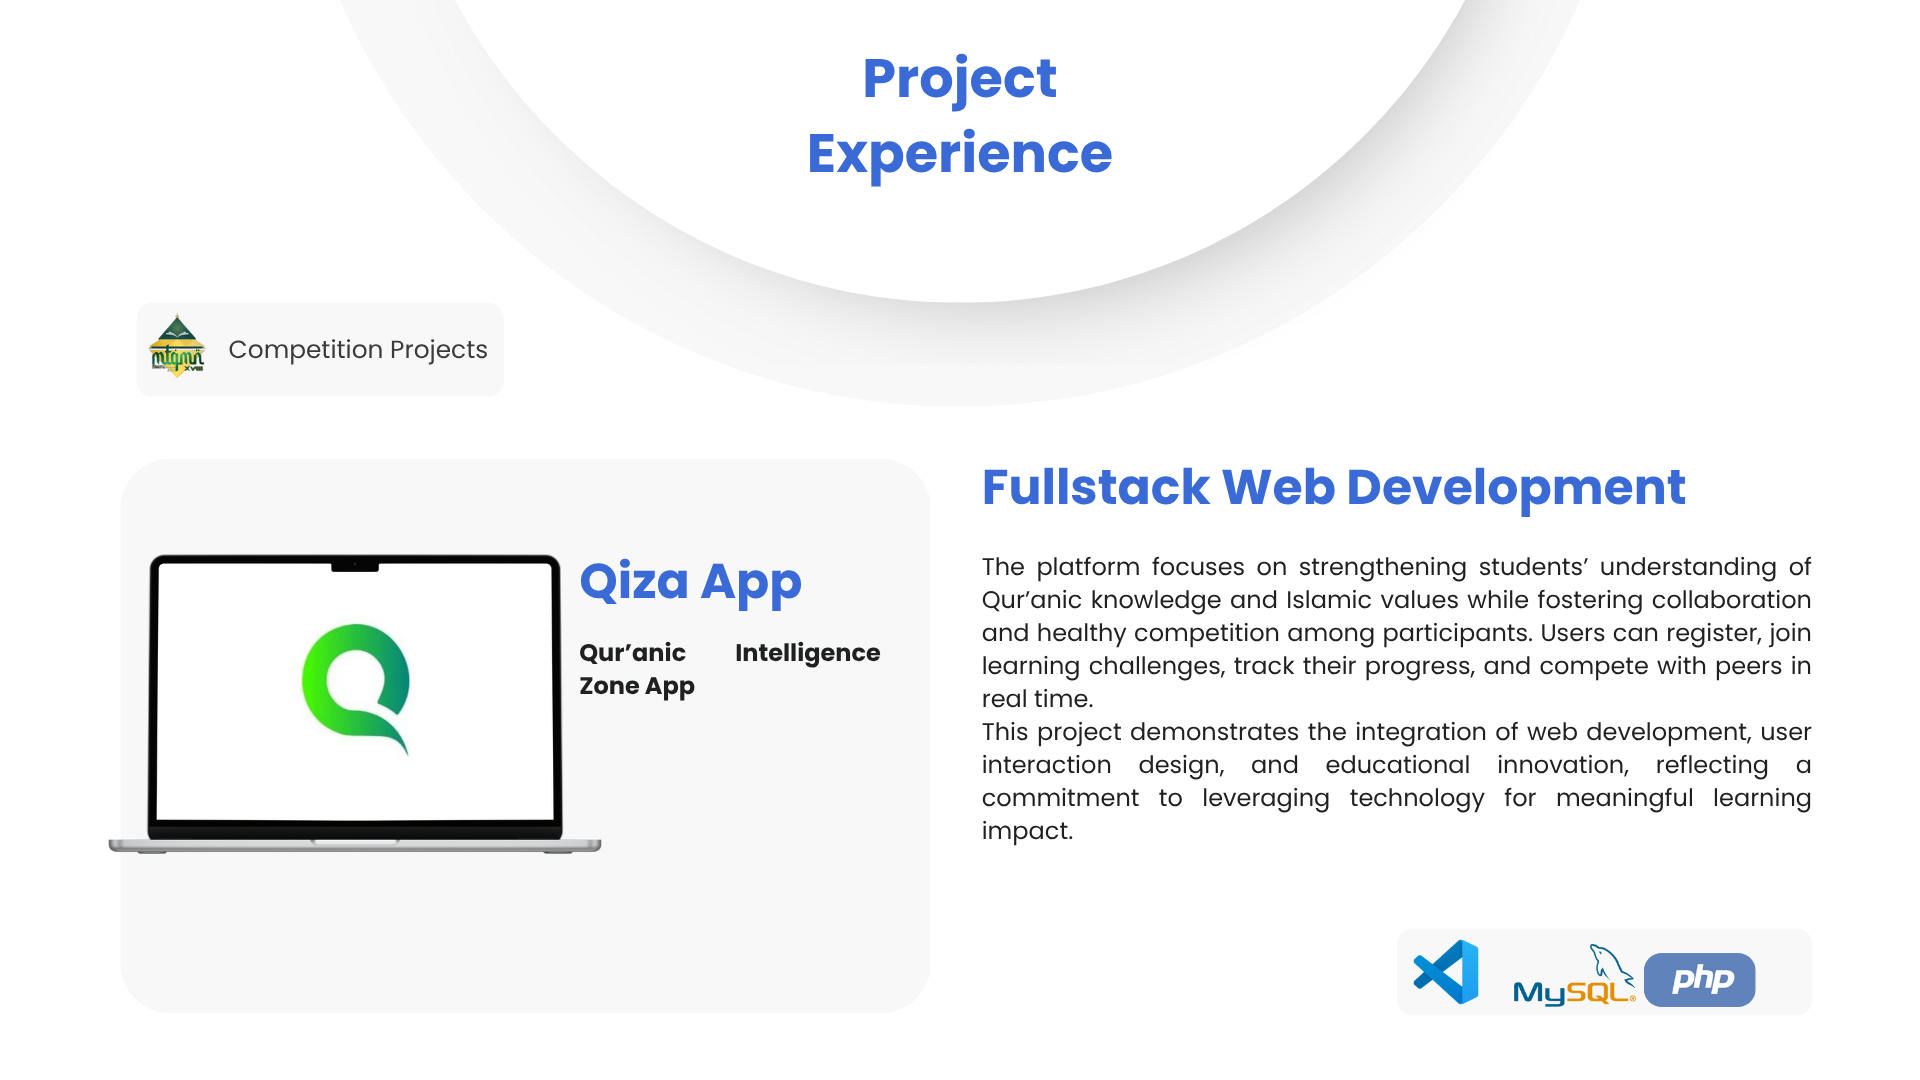 Project
Experience
mtqmn
XVIII
Competition Projects
Qiza App
Qur’anic Intelligence
Zone App
Fullstack Web Development
The platform focuses on strengthening students’ understanding of
Qur’anic knowledge and Islamic values while fostering collaboration
and healthy competition among participants. Users can register, join
learning challenges, track their progress, and compete with peers in
real time.
This project demonstrates the integration of web development, user
interaction design, and educational innovation, reflecting a
commitment to leveraging technology for meaningful learning
impact.
MySQL®
php